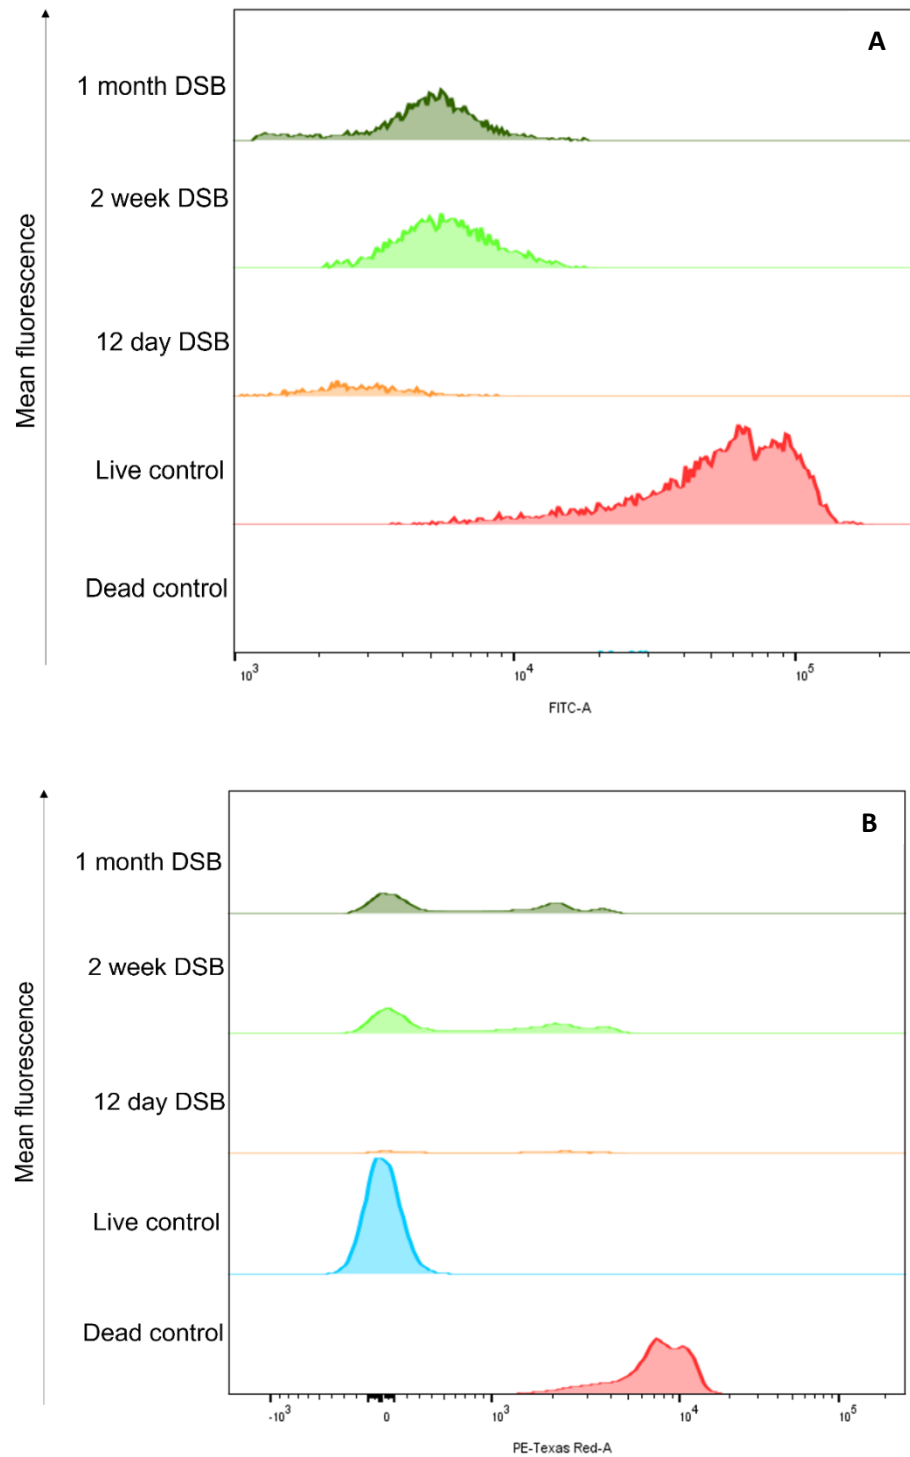 A
1 month DSB
2 week DSB
12 day DSB
Live control
Dead control
Mean fluorescence
10³ 10⁴ 10⁵
FITC-A
B
1 month DSB
2 week DSB
12 day DSB
Live control
Dead control
Mean fluorescence
-10³ 0 10³ 10⁴ 10⁵
PE-Texas Red-A